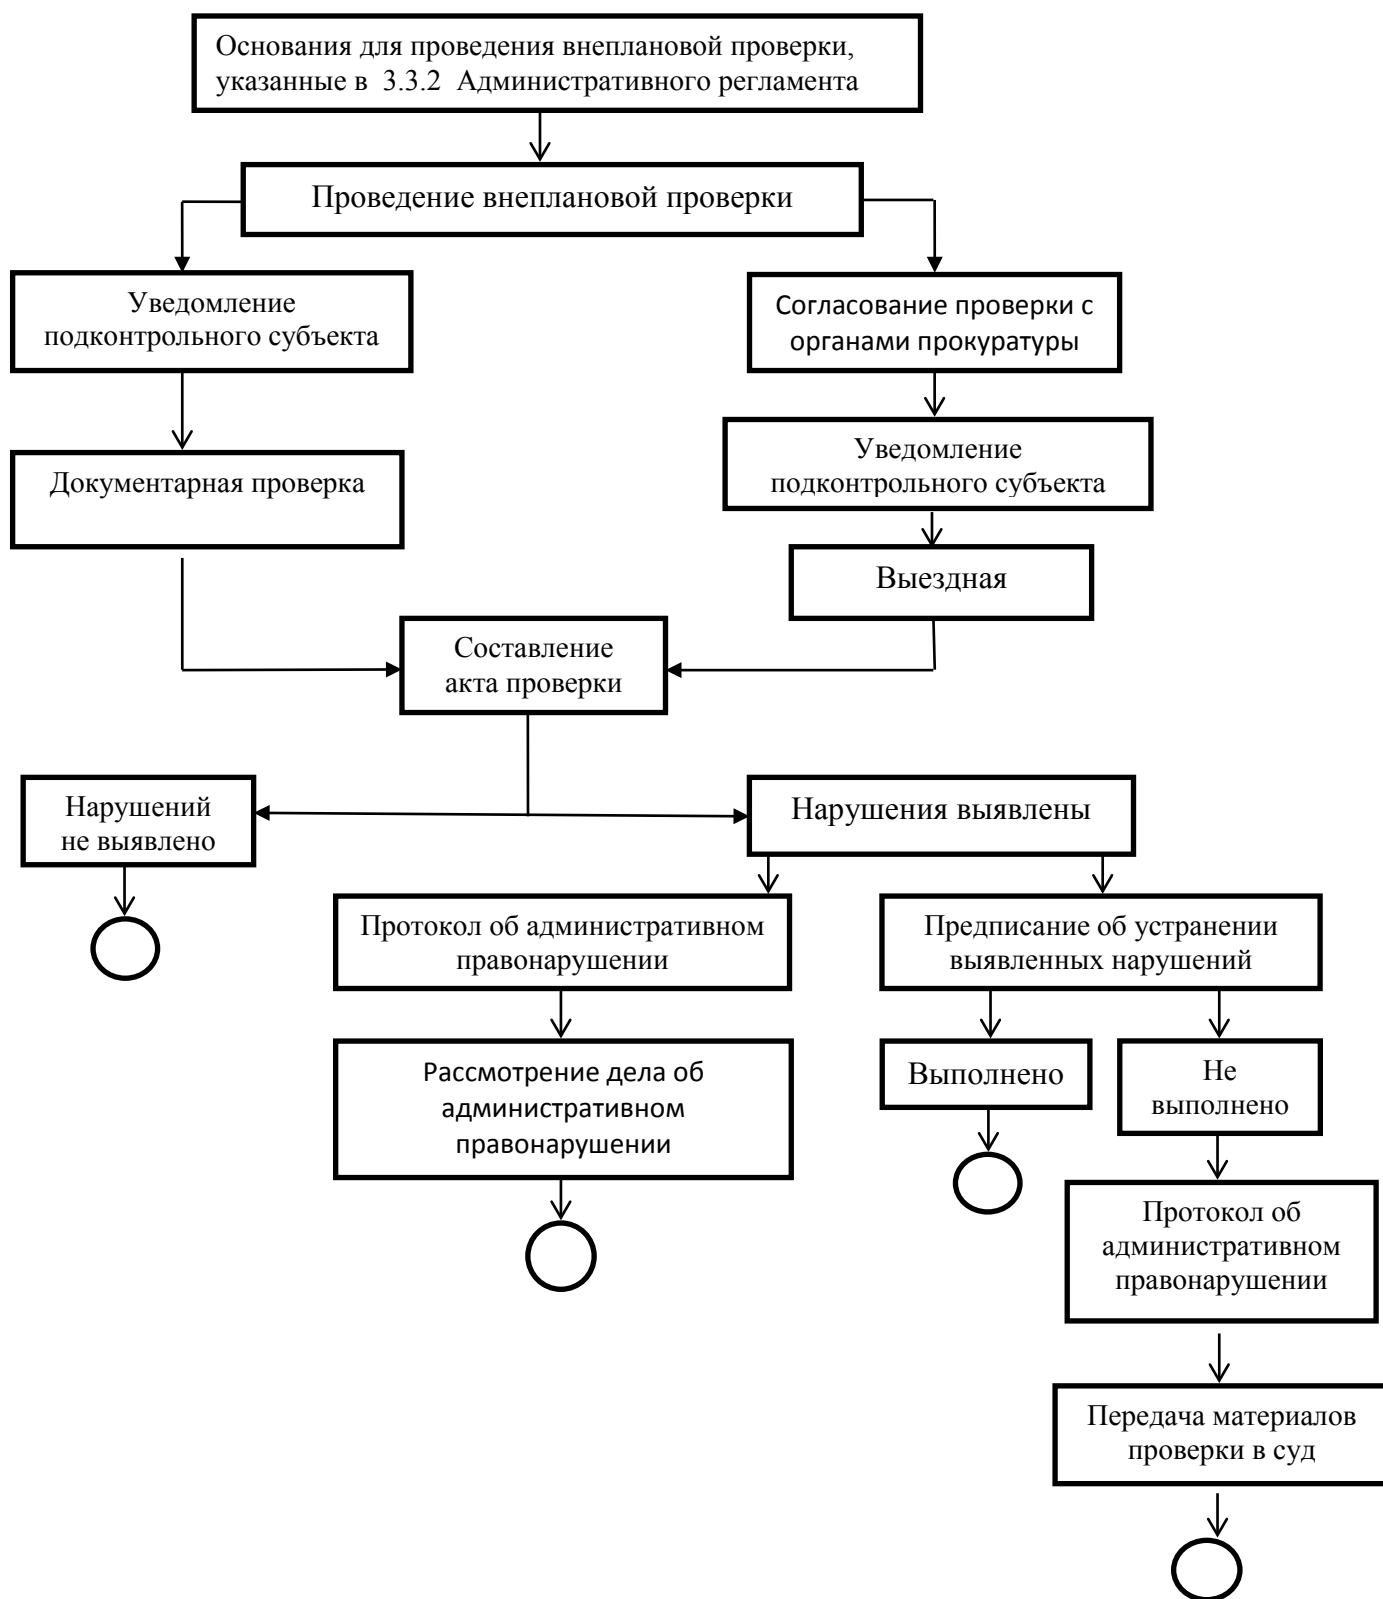 Основания для проведения внеплановой проверки,
указанные в 3.3.2 Административного регламента
Проведение внеплановой проверки
Уведомление
подконтрольного субъекта
Согласование проверки с
органами прокуратуры
Документарная проверка
Уведомление
подконтрольного субъекта
Выездная
Составление
акта проверки
Нарушений
не выявлено
Нарушения выявлены
Протокол об административном
правонарушении
Предписание об устранении
выявленных нарушений
Рассмотрение дела об
административном
правонарушении
Выполнено
Не
выполнено
Протокол об
административном
правонарушении
Передача материалов
проверки в суд